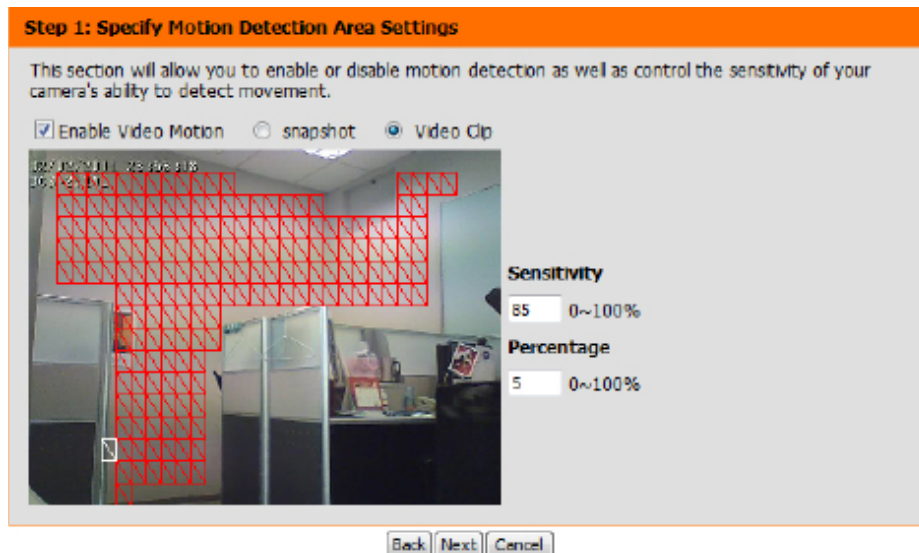 Step 1: Specify Motion Detection Area Settings
This section will allow you to enable or disable motion detection as well as control the sensitivity of your
camera's ability to detect movement.
Enable Video Motion snapshot Video Clip
Sensitivity
85 0~100%
Percentage
5 0~100%
Back Next Cancel